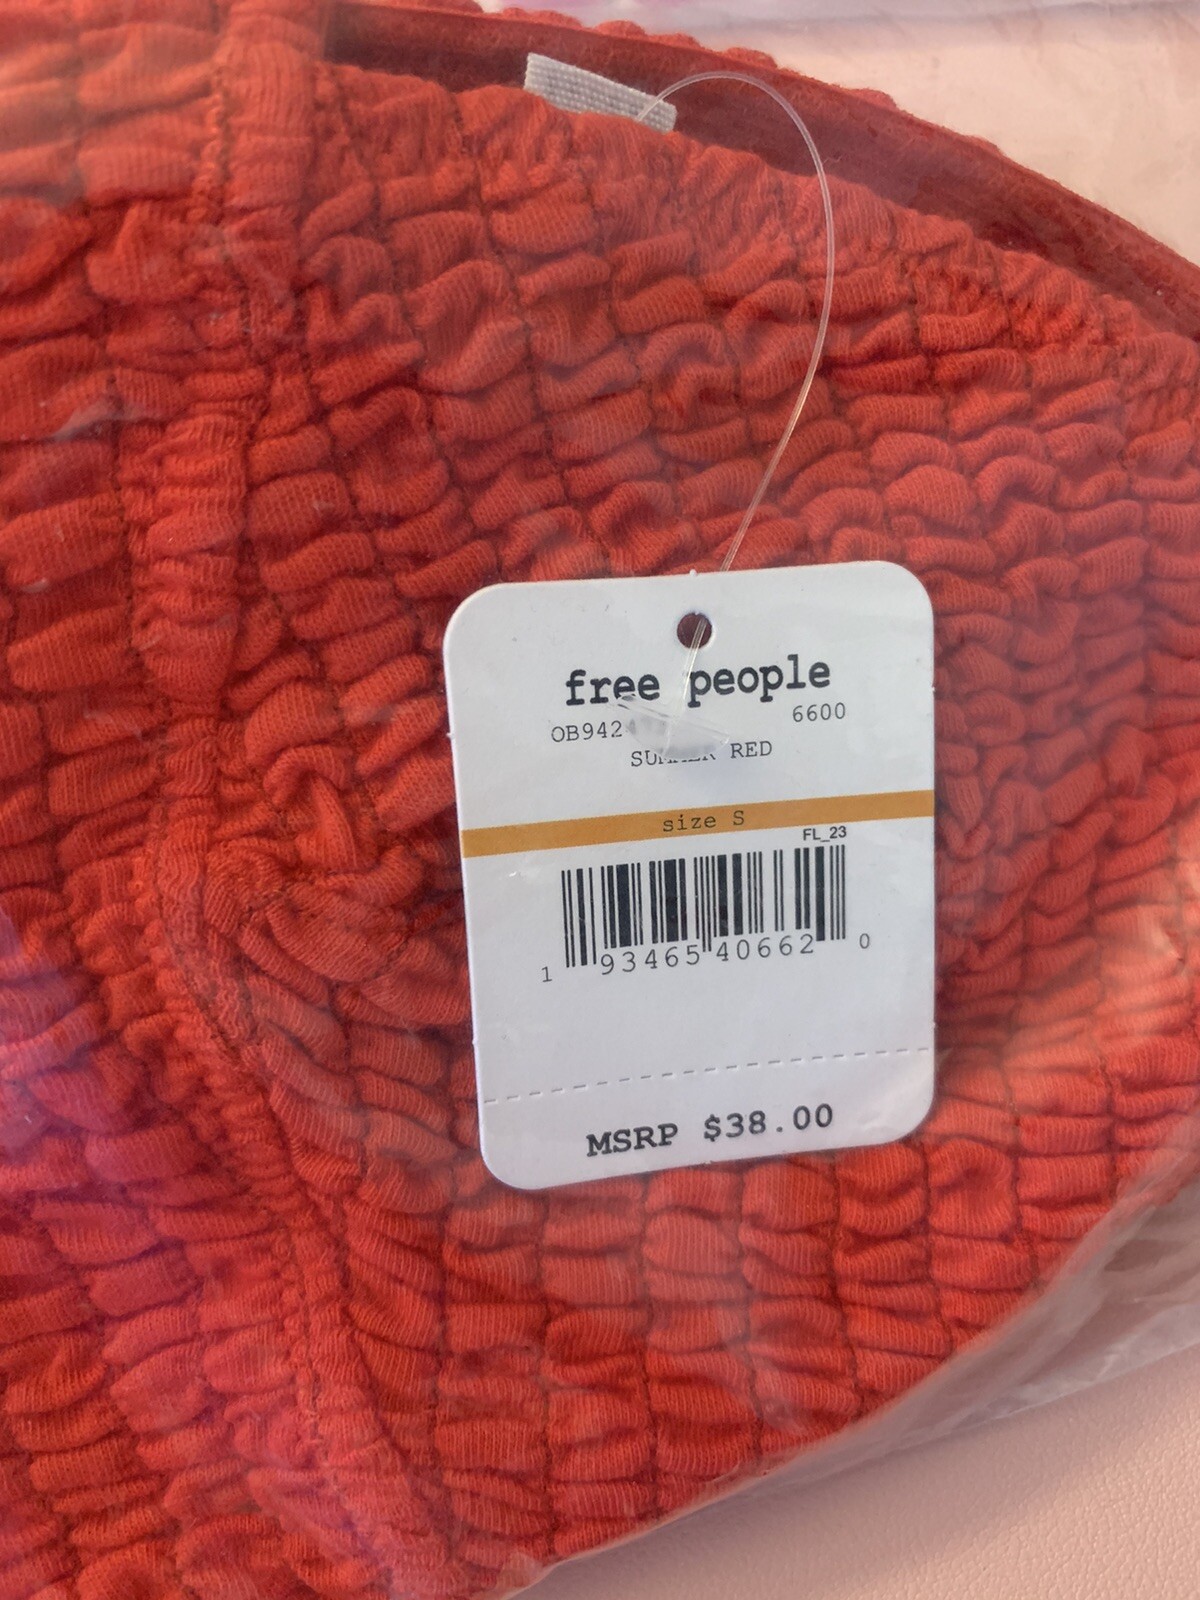 free people
OB942 6600
RED
size S
FL_23
1 93465 40662 0
MSRP $38.00